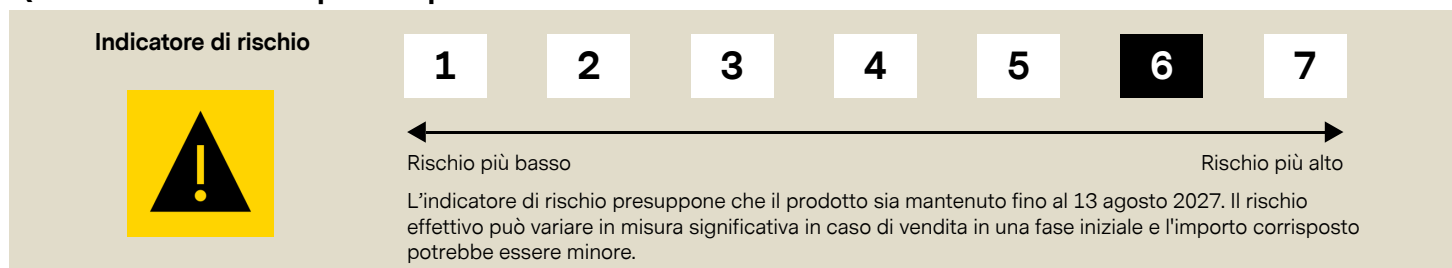 Indicatore di rischio
1 2 3 4 5 6 7
Rischio più basso Rischio più alto
L'indicatore di rischio presuppone che il prodotto sia mantenuto fino al 13 agosto 2027. Il rischio
effettivo può variare in misura significativa in caso di vendita in una fase iniziale e l'importo corrisposto
potrebbe essere minore.